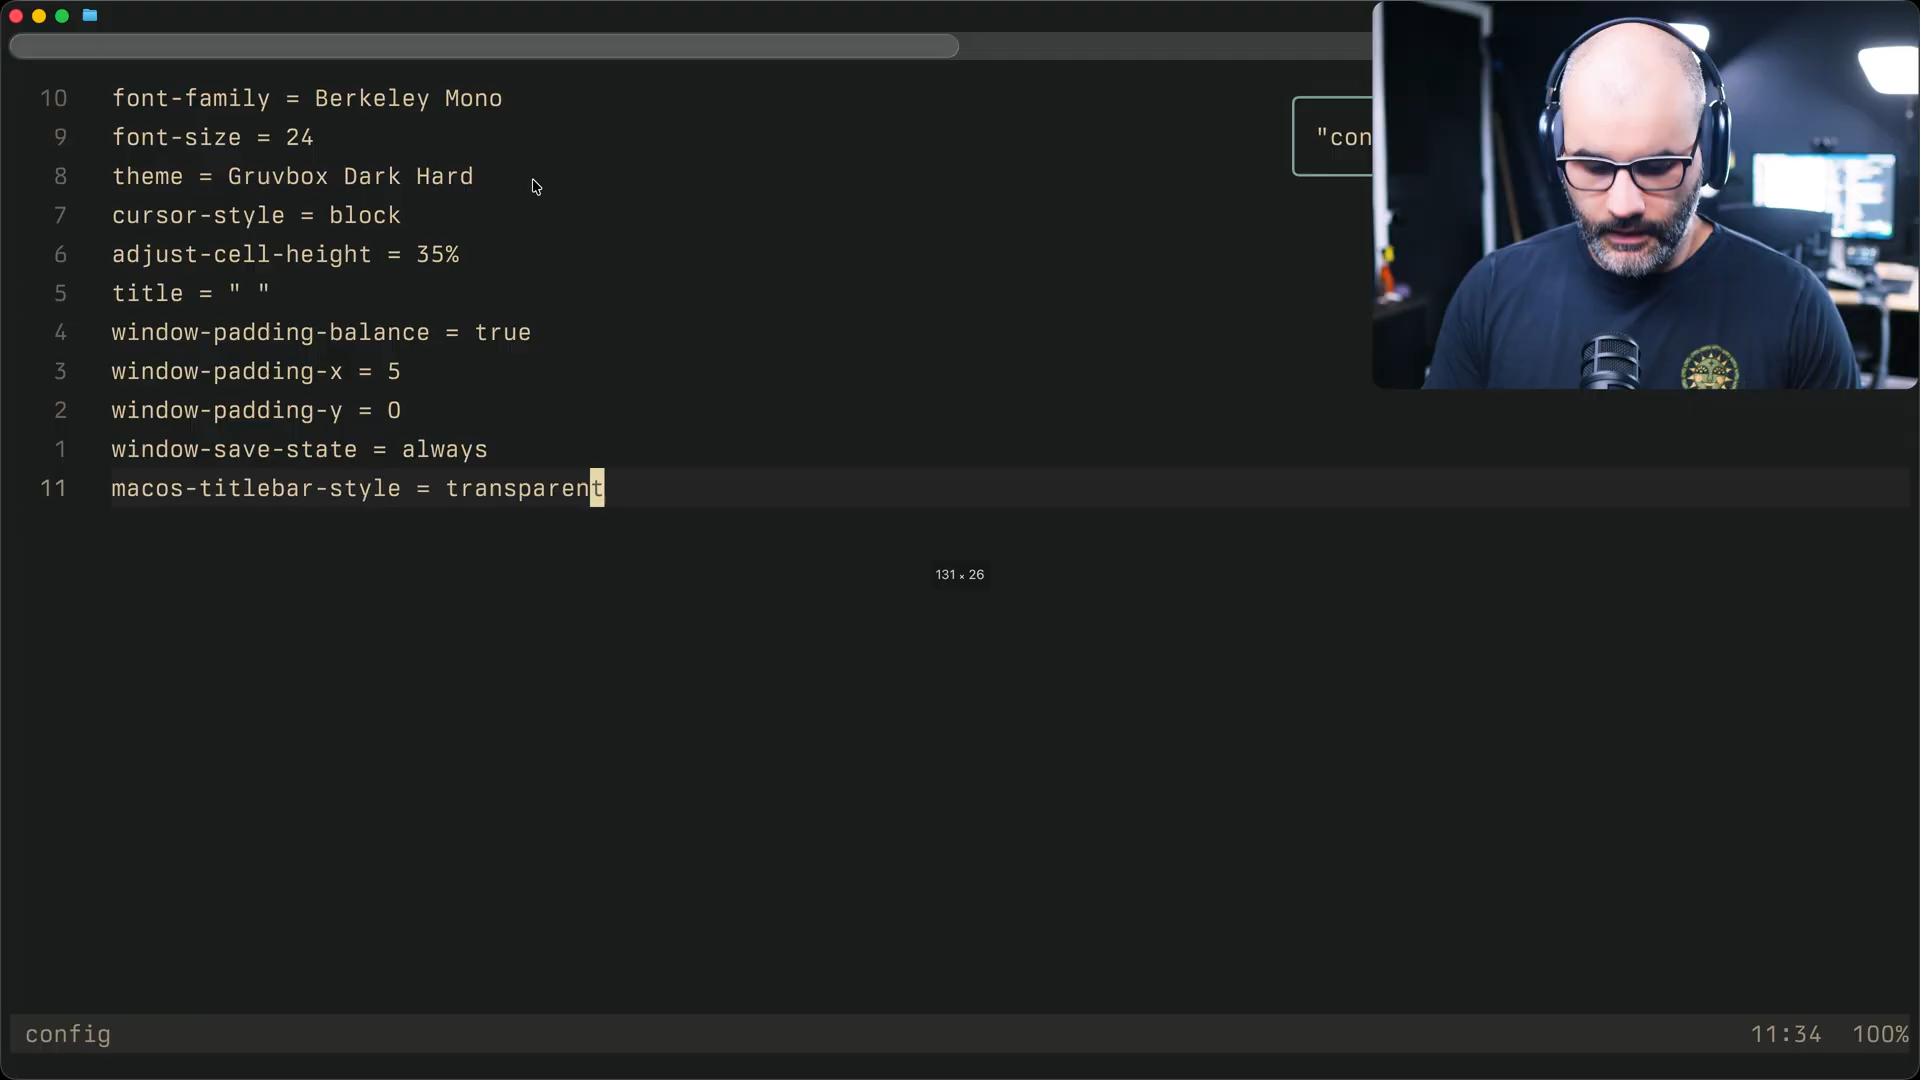 10 font-family = Berkeley Mono
9 font-size = 24
8 theme = Gruvbox Dark Hard
7 cursor-style = block
6 adjust-cell-height = 35%
5 title = " "
4 window-padding-balance = true
3 window-padding-x = 5
2 window-padding-y = 0
1 window-save-state = always
11 macos-titlebar-style = transparent
"con
131 × 26
config 11:34 100%